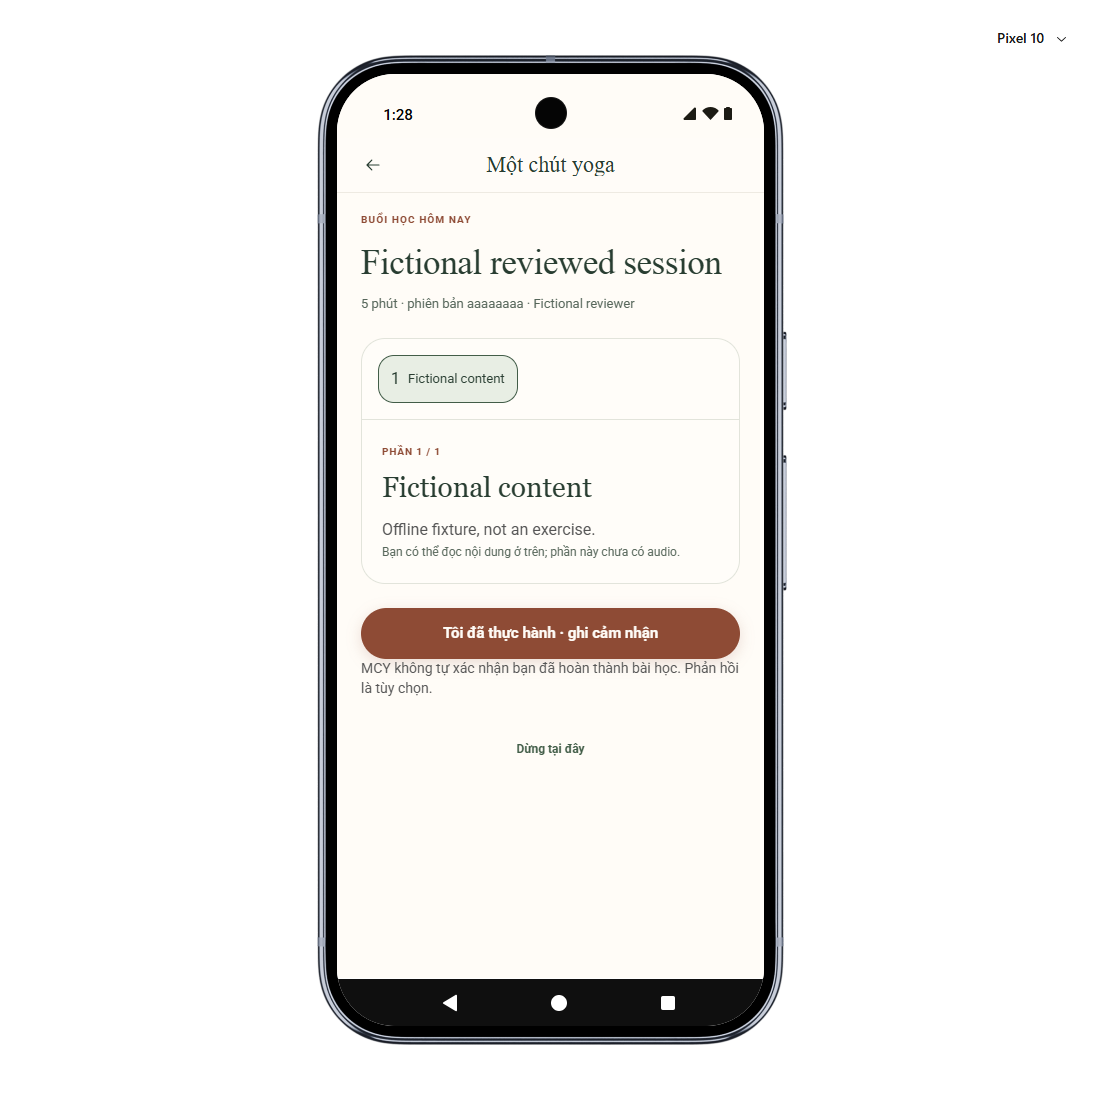 Pixel 10
1:28
Một chút yoga
BUỔI HỌC HÔM NAY
Fictional reviewed session
5 phút · phiên bản aaaaaaaa · Fictional reviewer
1 Fictional content
PHẦN 1 / 1
Fictional content
Offline fixture, not an exercise.
Bạn có thể đọc nội dung ở trên; phần này chưa có audio.
Tôi đã thực hành · ghi cảm nhận
MCY không tự xác nhận bạn đã hoàn thành bài học. Phản hồi
là tùy chọn.
Dừng tại đây